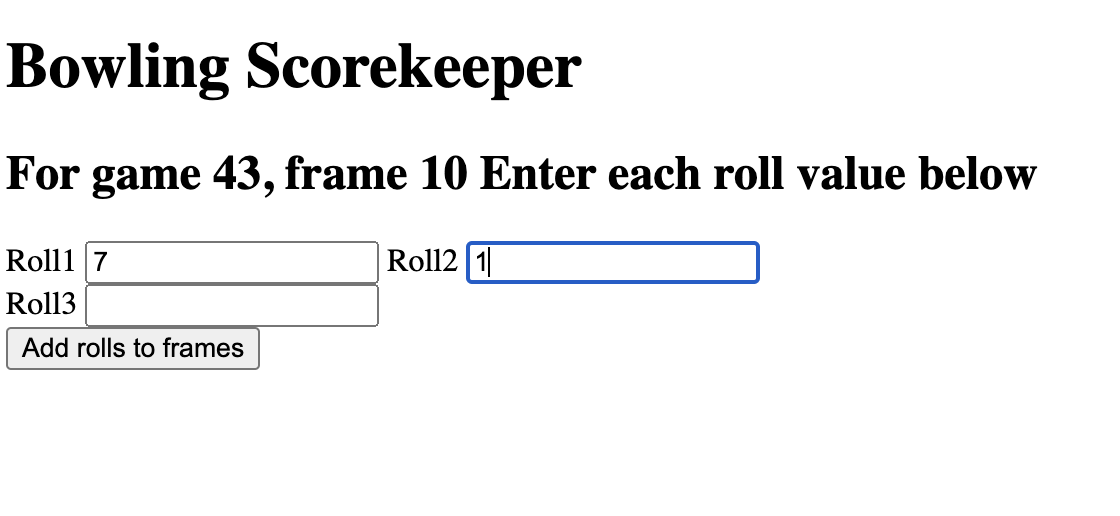 Bowling Scorekeeper
For game 43, frame 10 Enter each roll value below
Roll1 7 Roll2 1
Roll3
Add rolls to frames